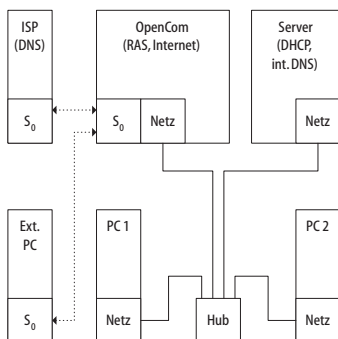 ISP
(DNS)
OpenCom
(RAS, Internet)
Server
(DHCP,
int. DNS)
S₀
S₀
Netz
Netz
Ext.
PC
PC 1
PC 2
S₀
Netz
Hub
Netz